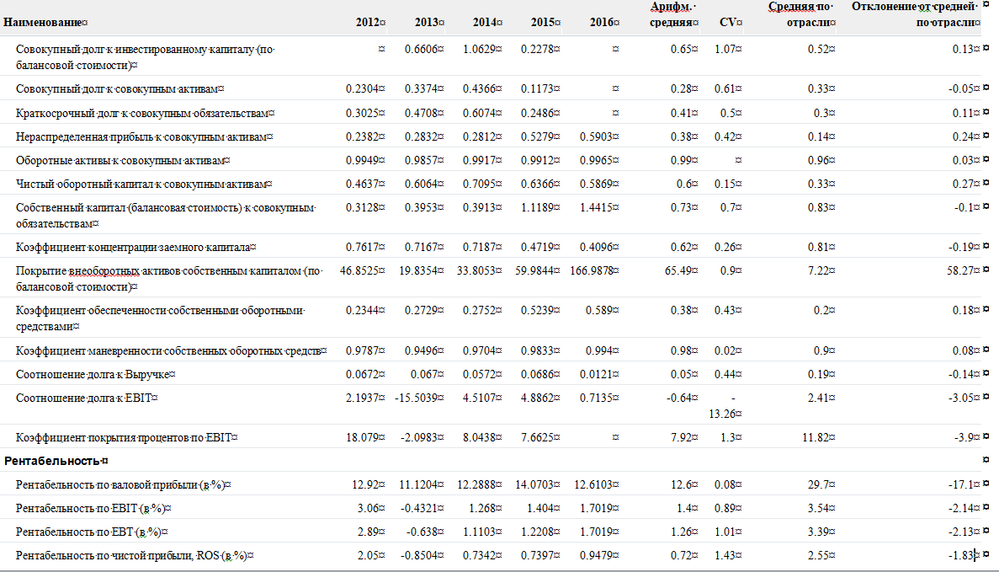 Наименование¤ 2012¤ 2013¤ 2014¤ 2015¤ 2016¤ Арифм.· средняя¤ CV¤ Средняя·по· отрасли¤ Отклонение·от·средней· по·отрасли¤ ¤
Совокупный·долг·к·инвестированному·капиталу·(по· ¤ 0.6606¤ 1.0629¤ 0.2278¤ ¤ 0.65¤ 1.07¤ 0.52¤ 0.13¤ ¤
балансовой·стоимости)¤
Совокупный·долг·к·совокупным·активам¤ 0.2304¤ 0.3374¤ 0.4366¤ 0.1173¤ ¤ 0.28¤ 0.61¤ 0.33¤ -0.05¤ ¤
Краткосрочный·долг·к·совокупным·обязательствам¤ 0.3025¤ 0.4708¤ 0.6074¤ 0.2486¤ ¤ 0.41¤ 0.5¤ 0.3¤ 0.11¤ ¤
Нераспределенная·прибыль·к·совокупным·активам¤ 0.2382¤ 0.2832¤ 0.2812¤ 0.5279¤ 0.5903¤ 0.38¤ 0.42¤ 0.14¤ 0.24¤ ¤
Оборотные·активы·к·совокупным·активам¤ 0.9949¤ 0.9857¤ 0.9917¤ 0.9912¤ 0.9965¤ 0.99¤ ¤ 0.96¤ 0.03¤ ¤
Чистый·оборотный·капитал·к·совокупным·активам¤ 0.4637¤ 0.6064¤ 0.7095¤ 0.6366¤ 0.5869¤ 0.6¤ 0.15¤ 0.33¤ 0.27¤ ¤
Собственный·капитал·(балансовая·стоимость)·к·совокупным· 0.3128¤ 0.3953¤ 0.3913¤ 1.1189¤ 1.4415¤ 0.73¤ 0.7¤ 0.83¤ -0.1¤ ¤
обязательствам¤
Коэффициент·концентрации·заемного·капитала¤ 0.7617¤ 0.7167¤ 0.7187¤ 0.4719¤ 0.4096¤ 0.62¤ 0.26¤ 0.81¤ -0.19¤ ¤
Покрытие·внеоборотных·активов·собственным·капиталом·(по· 46.8525¤ 19.8354¤ 33.8053¤ 59.9844¤ 166.9878¤ 65.49¤ 0.9¤ 7.22¤ 58.27¤ ¤
балансовой·стоимости)¤
Коэффициент·обеспеченности·собственными·оборотными· 0.2344¤ 0.2729¤ 0.2752¤ 0.5239¤ 0.589¤ 0.38¤ 0.43¤ 0.2¤ 0.18¤ ¤
средствами¤
Коэффициент·маневренности·собственных·оборотных·средств¤ 0.9787¤ 0.9496¤ 0.9704¤ 0.9833¤ 0.994¤ 0.98¤ 0.02¤ 0.9¤ 0.08¤ ¤
Соотношение·долга·к·Выручке¤ 0.0672¤ 0.067¤ 0.0572¤ 0.0686¤ 0.0121¤ 0.05¤ 0.44¤ 0.19¤ -0.14¤ ¤
Соотношение·долга·к·EBIT¤ 2.1937¤ -15.5039¤ 4.5107¤ 4.8862¤ 0.7135¤ -0.64¤ - 2.41¤ -3.05¤ ¤
13.26¤
Коэффициент·покрытия·процентов·по·EBIT¤ 18.079¤ -2.0983¤ 8.0438¤ 7.6625¤ ¤ 7.92¤ 1.3¤ 11.82¤ -3.9¤ ¤
Рентабельность·¤ ¤
Рентабельность·по·валовой·прибыли·(в·%)¤ 12.92¤ 11.1204¤ 12.2888¤ 14.0703¤ 12.6103¤ 12.6¤ 0.08¤ 29.7¤ -17.1¤ ¤
Рентабельность·по·EBIT·(в·%)¤ 3.06¤ -0.4321¤ 1.268¤ 1.404¤ 1.7019¤ 1.4¤ 0.89¤ 3.54¤ -2.14¤ ¤
Рентабельность·по·EBT·(в·%)¤ 2.89¤ -0.638¤ 1.1103¤ 1.2208¤ 1.7019¤ 1.26¤ 1.01¤ 3.39¤ -2.13¤ ¤
Рентабельность·по·чистой·прибыли,·ROS·(в·%)¤ 2.05¤ -0.8504¤ 0.7342¤ 0.7397¤ 0.9479¤ 0.72¤ 1.43¤ 2.55¤ -1.83¤ ¤